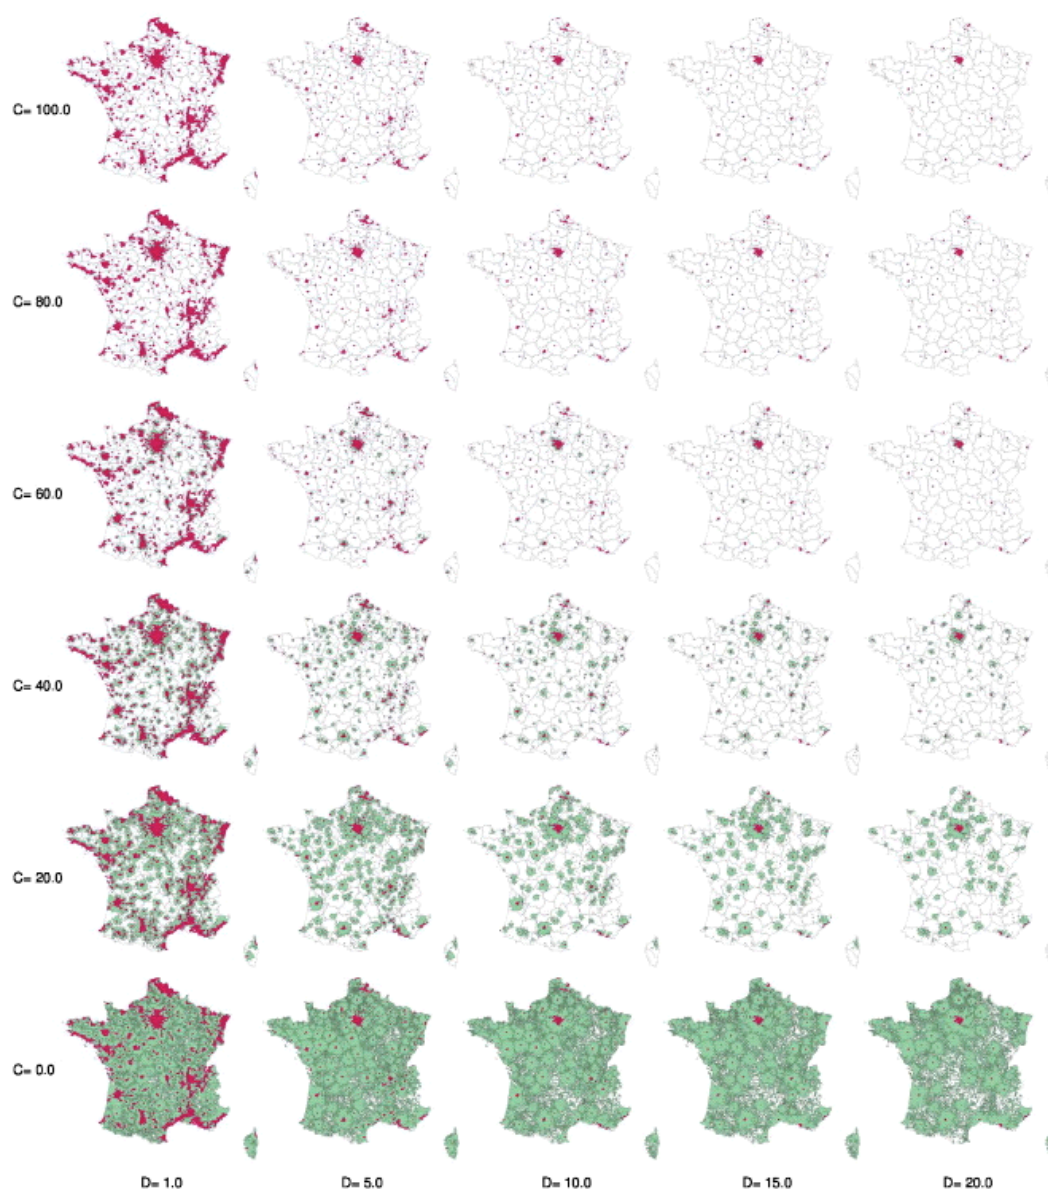 C= 100.0
C= 80.0
C= 60.0
C= 40.0
C= 20.0
C= 0.0
D= 1.0 D= 5.0 D= 10.0 D= 15.0 D= 20.0